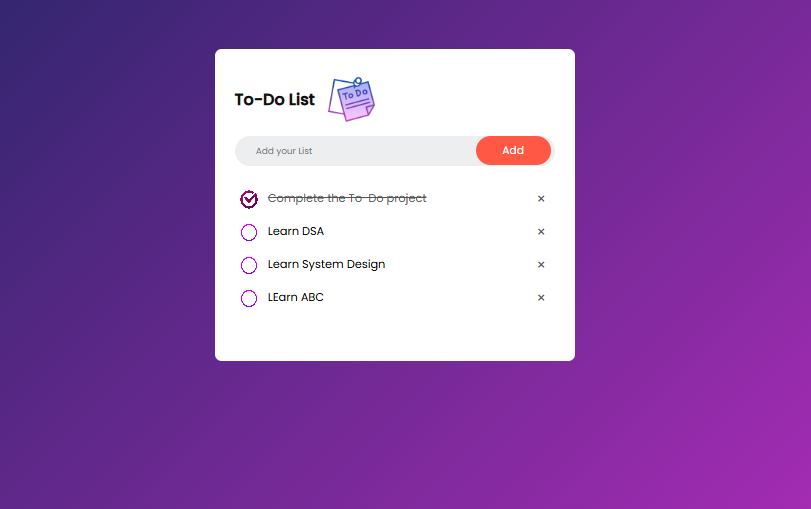 To-Do List
To Do
Add your List
Add
Complete the To-Do project ×
Learn DSA ×
Learn System Design ×
LEarn ABC ×